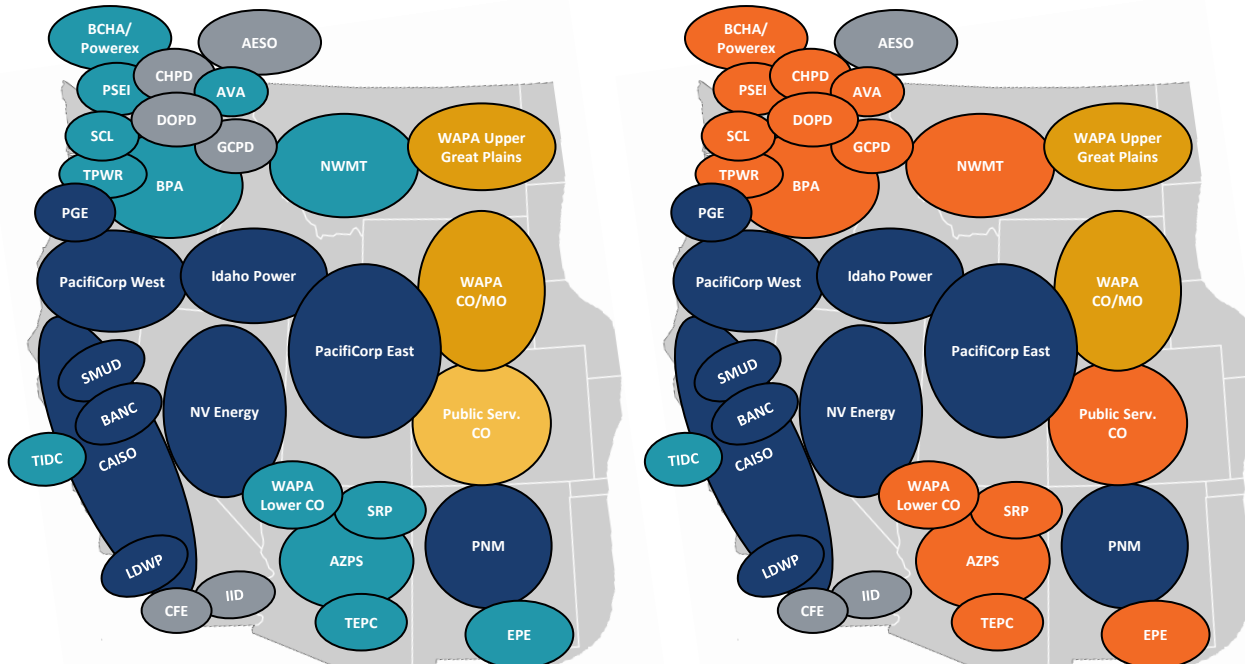 BCHA/
Powerex
AESO
CHPD
PSEI
AVA
DOPD
SCL
GCPD
TPWR
BPA
NWMT
WAPA Upper
Great Plains
PGE
PacifiCorp West
Idaho Power
WAPA
CO/MO
PacifiCorp East
SMUD
BANC
NV Energy
Public Serv.
CO
TIDC
CAISO
WAPA
Lower CO
SRP
PNM
LDWP
AZPS
CFE
IID
TEPC
EPE
BCHA/
Powerex
AESO
CHPD
PSEI
AVA
DOPD
SCL
GCPD
TPWR
BPA
NWMT
WAPA Upper
Great Plains
PGE
PacifiCorp West
Idaho Power
WAPA
CO/MO
PacifiCorp East
SMUD
BANC
NV Energy
Public Serv.
CO
TIDC
CAISO
WAPA
Lower CO
SRP
PNM
LDWP
AZPS
CFE
IID
TEPC
EPE